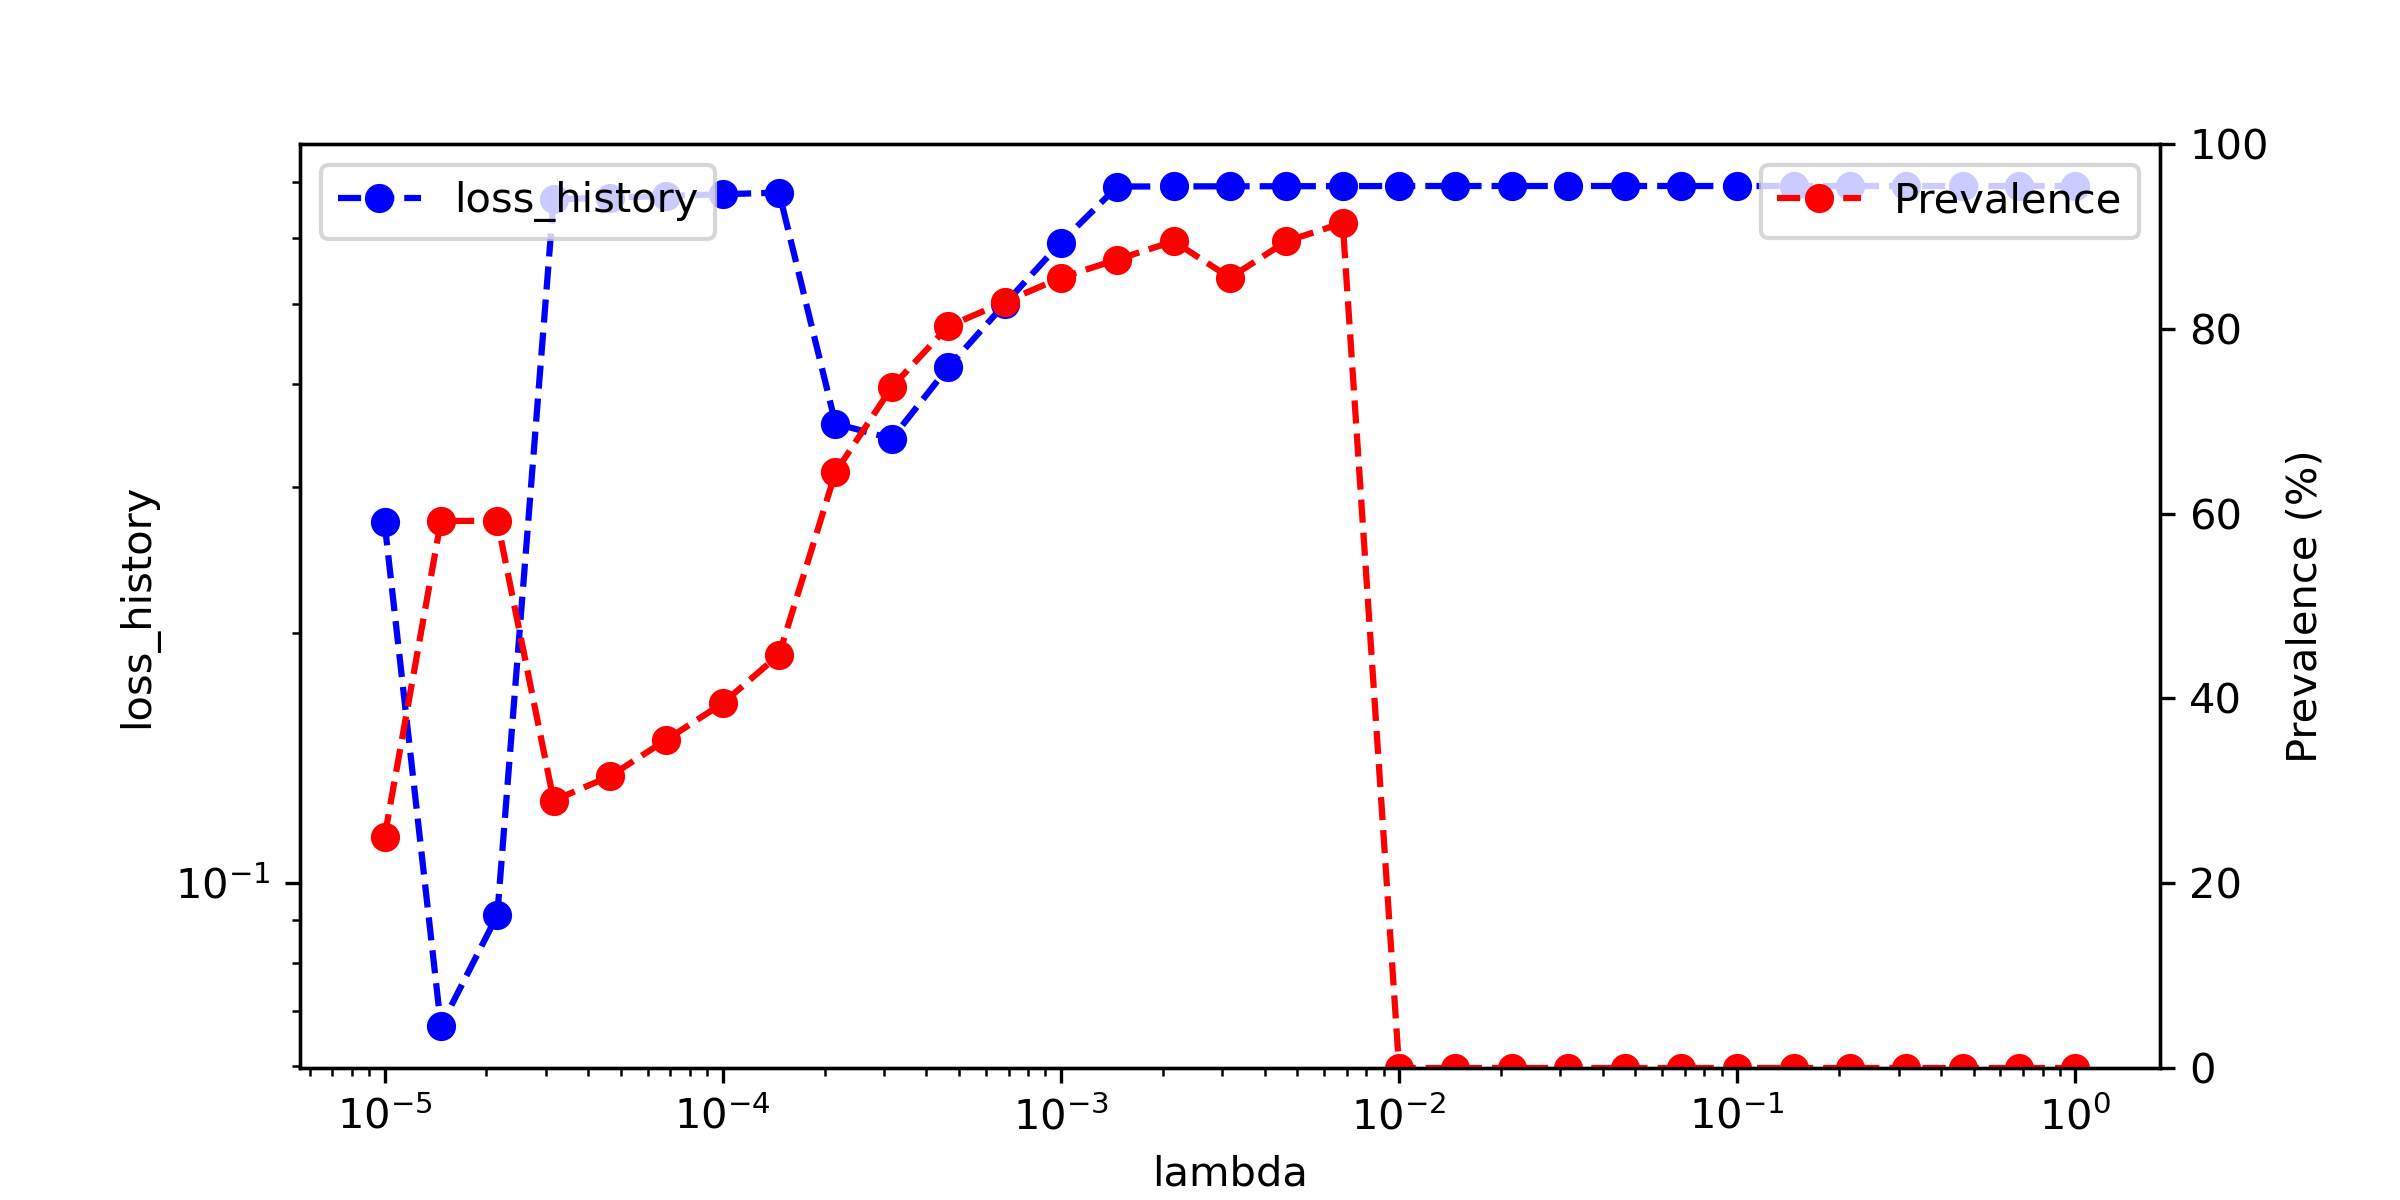 loss_history
Prevalence
100
80
60
40
20
0
10⁻¹
loss_history
Prevalence (%)
10⁻⁵ 10⁻⁴ 10⁻³ 10⁻² 10⁻¹ 10⁰
lambda